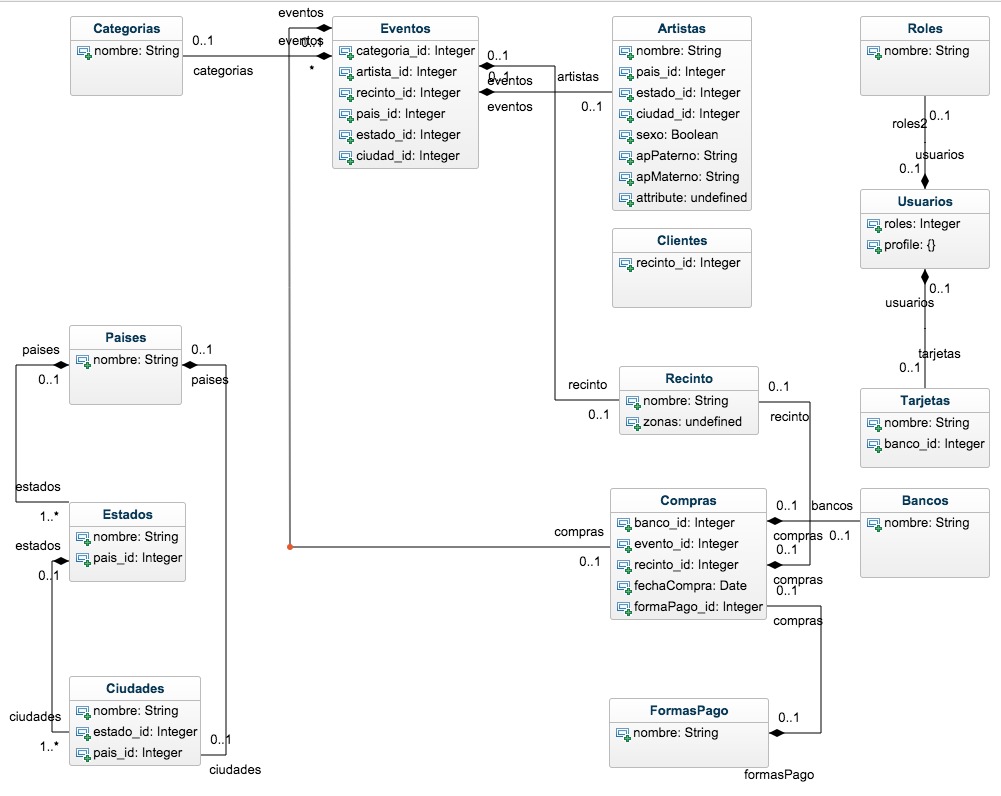 eventos
Categorias
nombre: String
0..1
categorias
eventos
0..1
*
Eventos
categoria_id: Integer
artista_id: Integer
recinto_id: Integer
pais_id: Integer
estado_id: Integer
ciudad_id: Integer
0..1
0..1
eventos
eventos
artistas
0..1
Artistas
nombre: String
pais_id: Integer
estado_id: Integer
ciudad_id: Integer
sexo: Boolean
apPaterno: String
apMaterno: String
attribute: undefined
Roles
nombre: String
0..1
roles2
usuarios
0..1
Usuarios
roles: Integer
profile: {}
0..1
usuarios
tarjetas
0..1
Tarjetas
nombre: String
banco_id: Integer
Clientes
recinto_id: Integer
Paises
nombre: String
paises
0..1
0..1
paises
recinto
0..1
Recinto
nombre: String
zonas: undefined
0..1
recinto
estados
1..*
Estados
nombre: String
pais_id: Integer
estados
0..1
compras
0..1
Compras
banco_id: Integer
evento_id: Integer
recinto_id: Integer
fechaCompra: Date
formaPago_id: Integer
0..1
bancos
compras
0..1
0..1
compras
0..1
compras
Bancos
nombre: String
ciudades
1..*
Ciudades
nombre: String
estado_id: Integer
pais_id: Integer
0..1
ciudades
FormasPago
nombre: String
0..1
formasPago